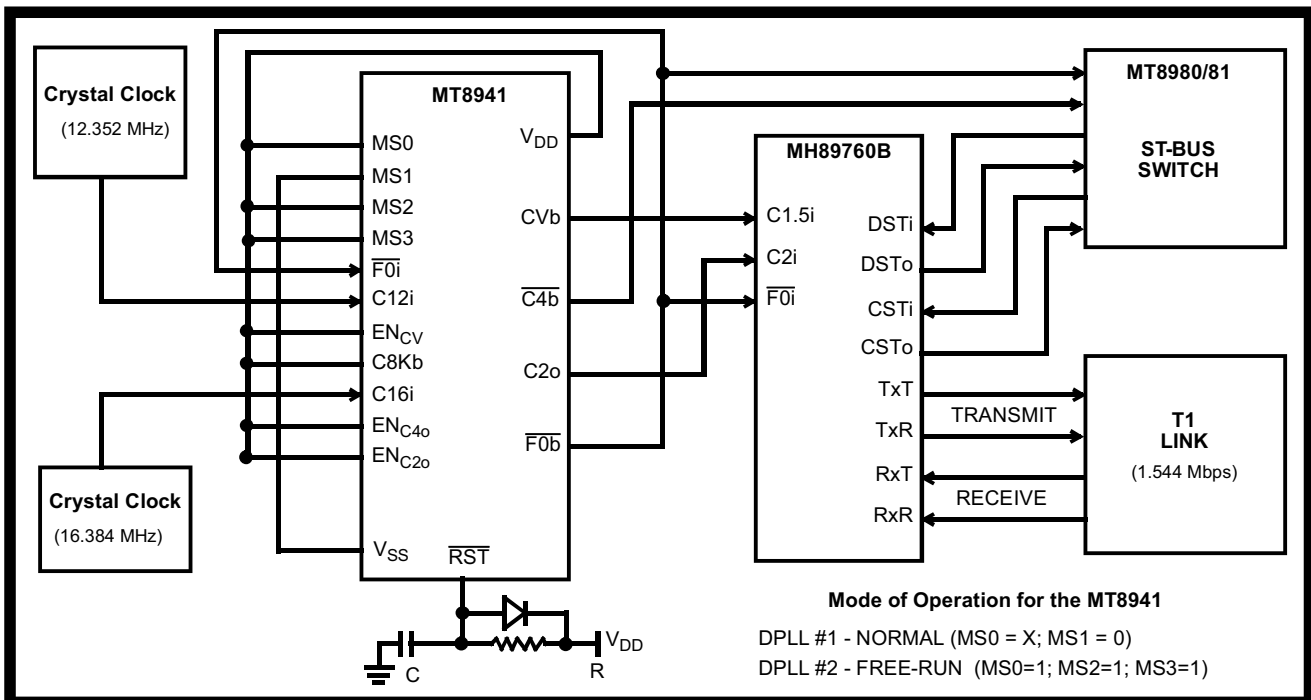 Crystal Clock
(12.352 MHz)
Crystal Clock
(16.384 MHz)
MT8941
MS0
MS1
MS2
MS3
F0i
C12i
ENCV
C8Kb
C16i
ENC4o
ENC2o
VSS
RST
VDD
CVb
C4b
C2o
F0b
C
R
VDD
MH89760B
C1.5i
C2i
F0i
DSTi
DSTo
CSTi
CSTo
TxT
TxR
RxT
RxR
TRANSMIT
RECEIVE
MT8980/81
ST-BUS
SWITCH
T1
LINK
(1.544 Mbps)
Mode of Operation for the MT8941
DPLL #1 - NORMAL (MS0 = X; MS1 = 0)
DPLL #2 - FREE-RUN (MS0=1; MS2=1; MS3=1)